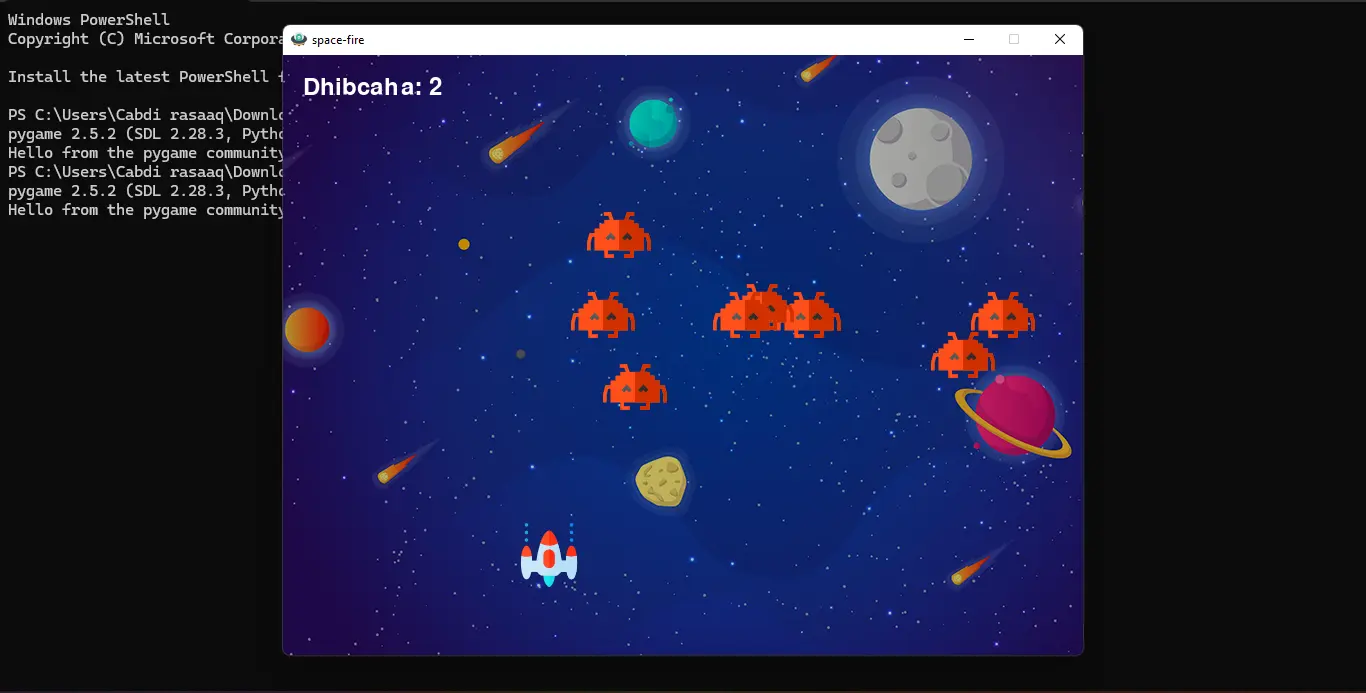 Windows PowerShell
Copyright (C) Microsoft Corpora
Install the latest PowerShell
PS C:\Users\Cabdi rasaaq\Downlo
pygame 2.5.2 (SDL 2.28.3, Pytho
Hello from the pygame community
PS C:\Users\Cabdi rasaaq\Downlo
pygame 2.5.2 (SDL 2.28.3, Pytho
Hello from the pygame community
space-fire
Dhibcaha: 2